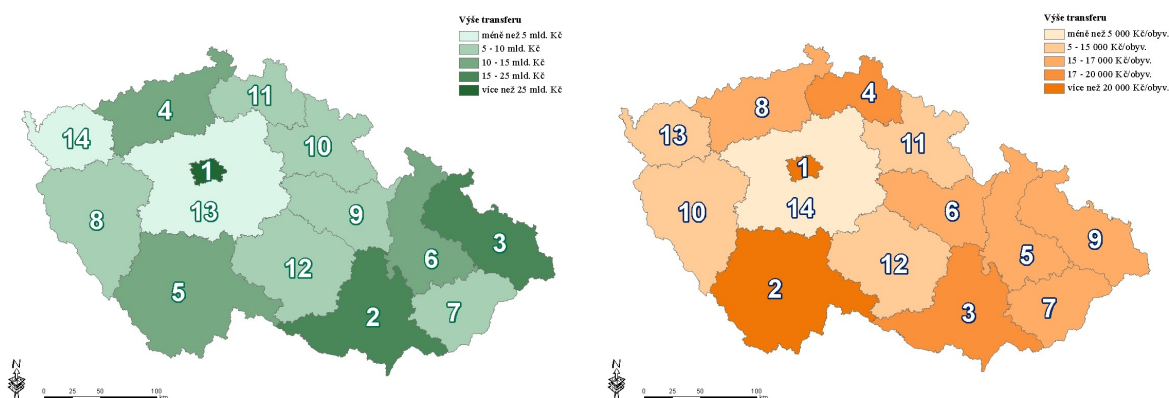 Výše transferu
méně než 5 mld. Kč
5 - 10 mld. Kč
10 - 15 mld. Kč
15 - 25 mld. Kč
více než 25 mld. Kč
11
4
14
10
1
13
9
8
3
6
12
5
7
2
N
0 25 50 100
km
Výše transferu
méně než 5 000 Kč/obyv.
5 - 15 000 Kč/obyv.
15 - 17 000 Kč/obyv.
17 - 20 000 Kč/obyv.
více než 20 000 Kč/obyv.
4
8
13
11
1
14
6
10
9
5
12
2
7
3
N
0 25 50 100
km